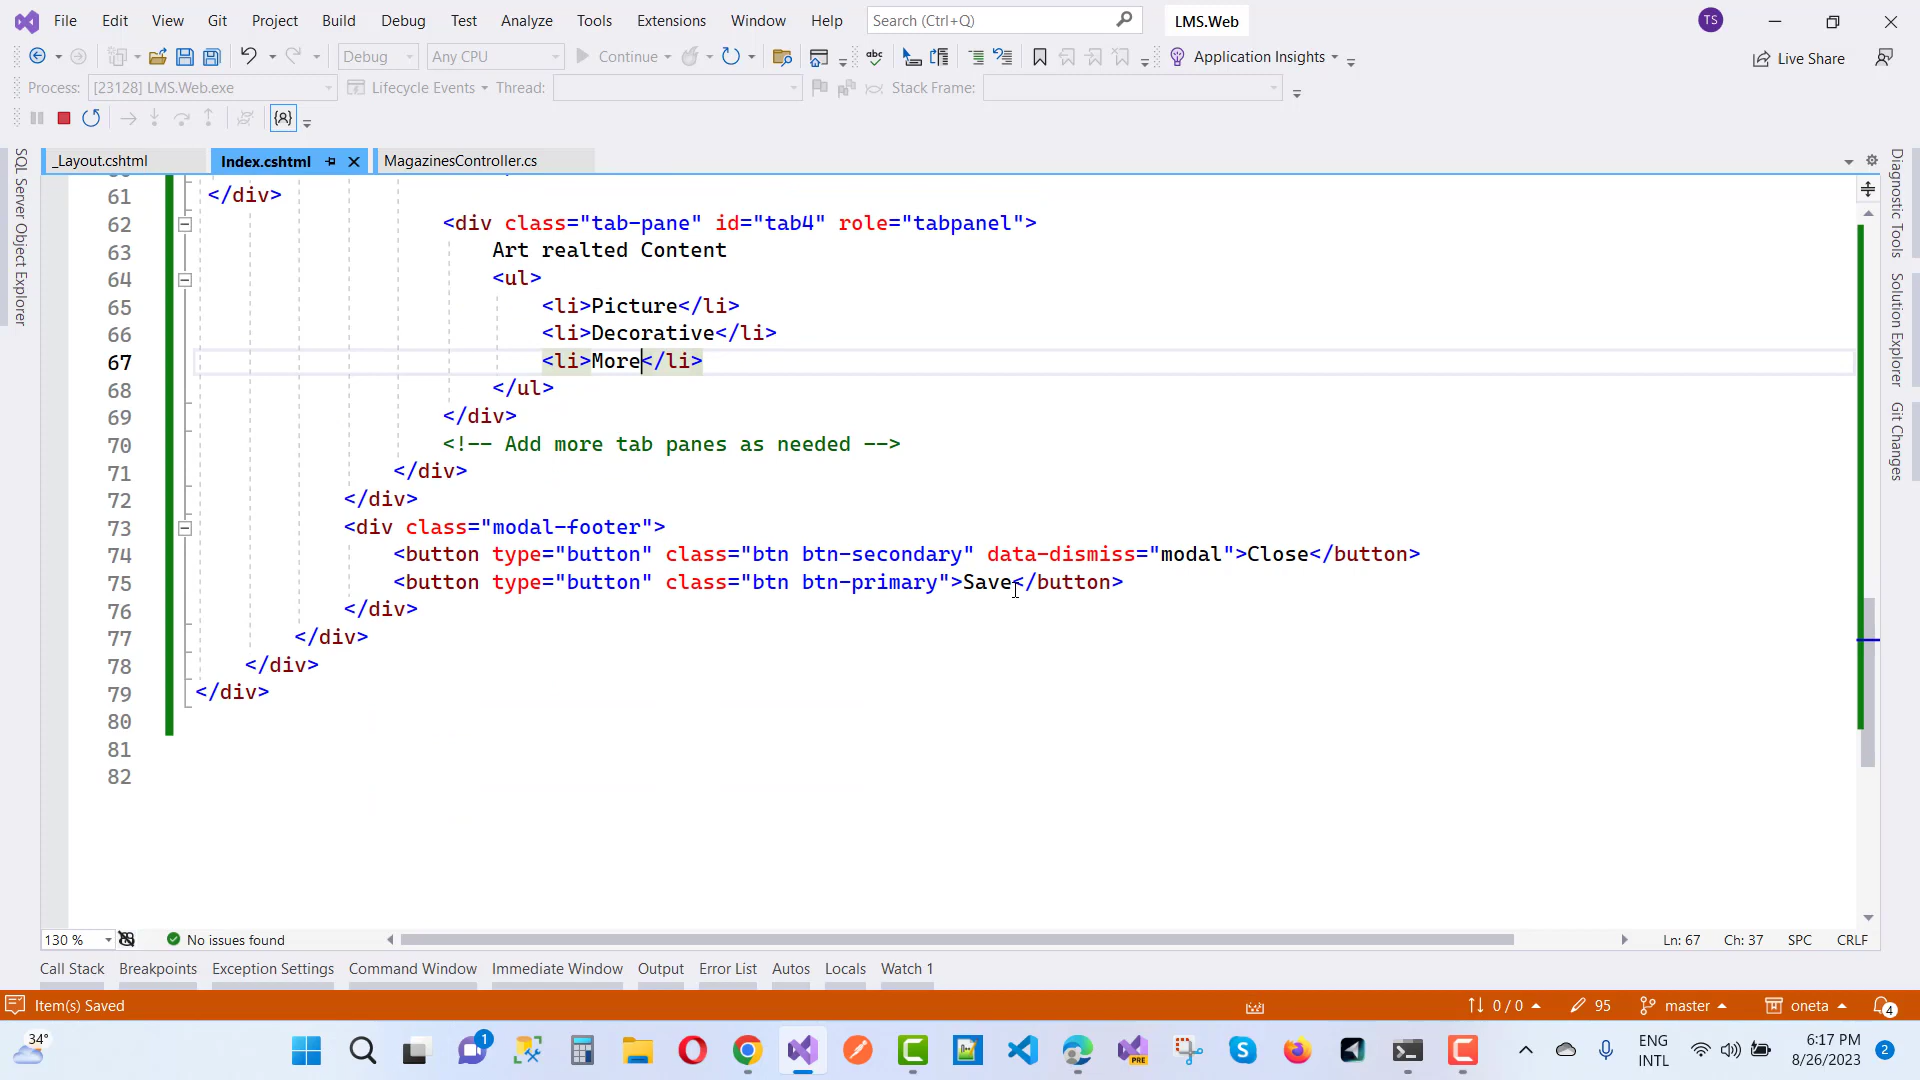 File Edit View Git Project Build Debug Test Analyze Tools Extensions Window Help Search (Ctrl+Q) LMS.Web TS
Debug Any CPU Continue Application Insights Live Share
Process: [23128] LMS.Web.exe Lifecycle Events Thread: Stack Frame:
_Layout.cshtml Index.cshtml MagazinesController.cs
SQL Server Object Explorer
Diagnostic Tools
Solution Explorer
Git Changes
61 </div>
62 <div class="tab-pane" id="tab4" role="tabpanel">
63 Art realted Content
64 <ul>
65 <li>Picture</li>
66 <li>Decorative</li>
67 <li>More</li>
68 </ul>
69 </div>
70 <!-- Add more tab panes as needed -->
71 </div>
72 </div>
73 <div class="modal-footer">
74 <button type="button" class="btn btn-secondary" data-dismiss="modal">Close</button>
75 <button type="button" class="btn btn-primary">Save</button>
76 </div>
77 </div>
78 </div>
79 </div>
80
81
82
130 % No issues found Ln: 67 Ch: 37 SPC CRLF
Call Stack Breakpoints Exception Settings Command Window Immediate Window Output Error List Autos Locals Watch 1
Item(s) Saved 0 / 0 95 master oneta 4
34° 1 PRE ENG 6:17 PM
INTL 8/26/2023 2